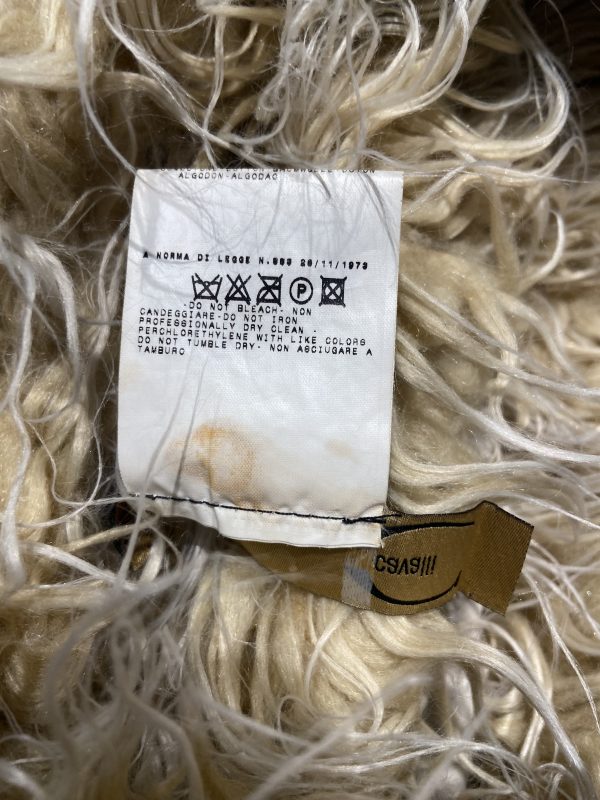 ALGODON-ALGODAO
A NORMA DI LEGGE N.883 26/11/1973
P
-DO NOT BLEACH- NON
CANDEGGIARE-DO NOT IRON
PROFESSIONALLY DRY CLEAN -
PERCHLORETHYLENE WITH LIKE COLORS
DO NOT TUMBLE DRY- NON ASCIUGARE A
TAMBURO
cavalli